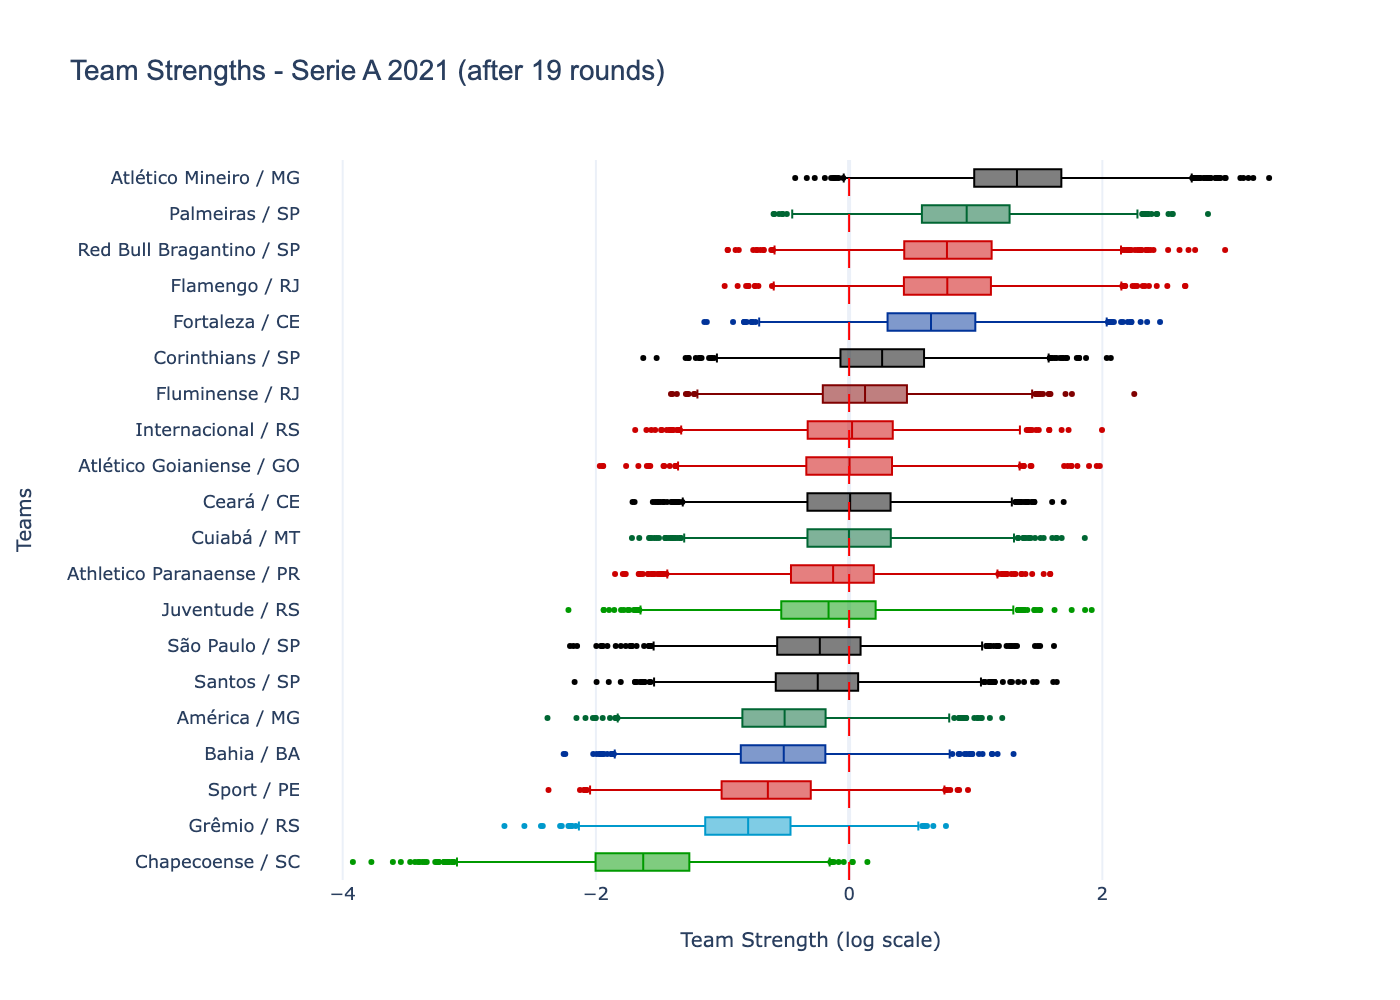 Team Strengths - Serie A 2021 (after 19 rounds)
Atlético Mineiro / MG
Palmeiras / SP
Red Bull Bragantino / SP
Flamengo / RJ
Fortaleza / CE
Corinthians / SP
Fluminense / RJ
Internacional / RS
Atlético Goianiense / GO
Ceará / CE
Cuiabá / MT
Athletico Paranaense / PR
Juventude / RS
São Paulo / SP
Santos / SP
América / MG
Bahia / BA
Sport / PE
Grêmio / RS
Chapecoense / SC
Teams
−4 −2 0 2
Team Strength (log scale)